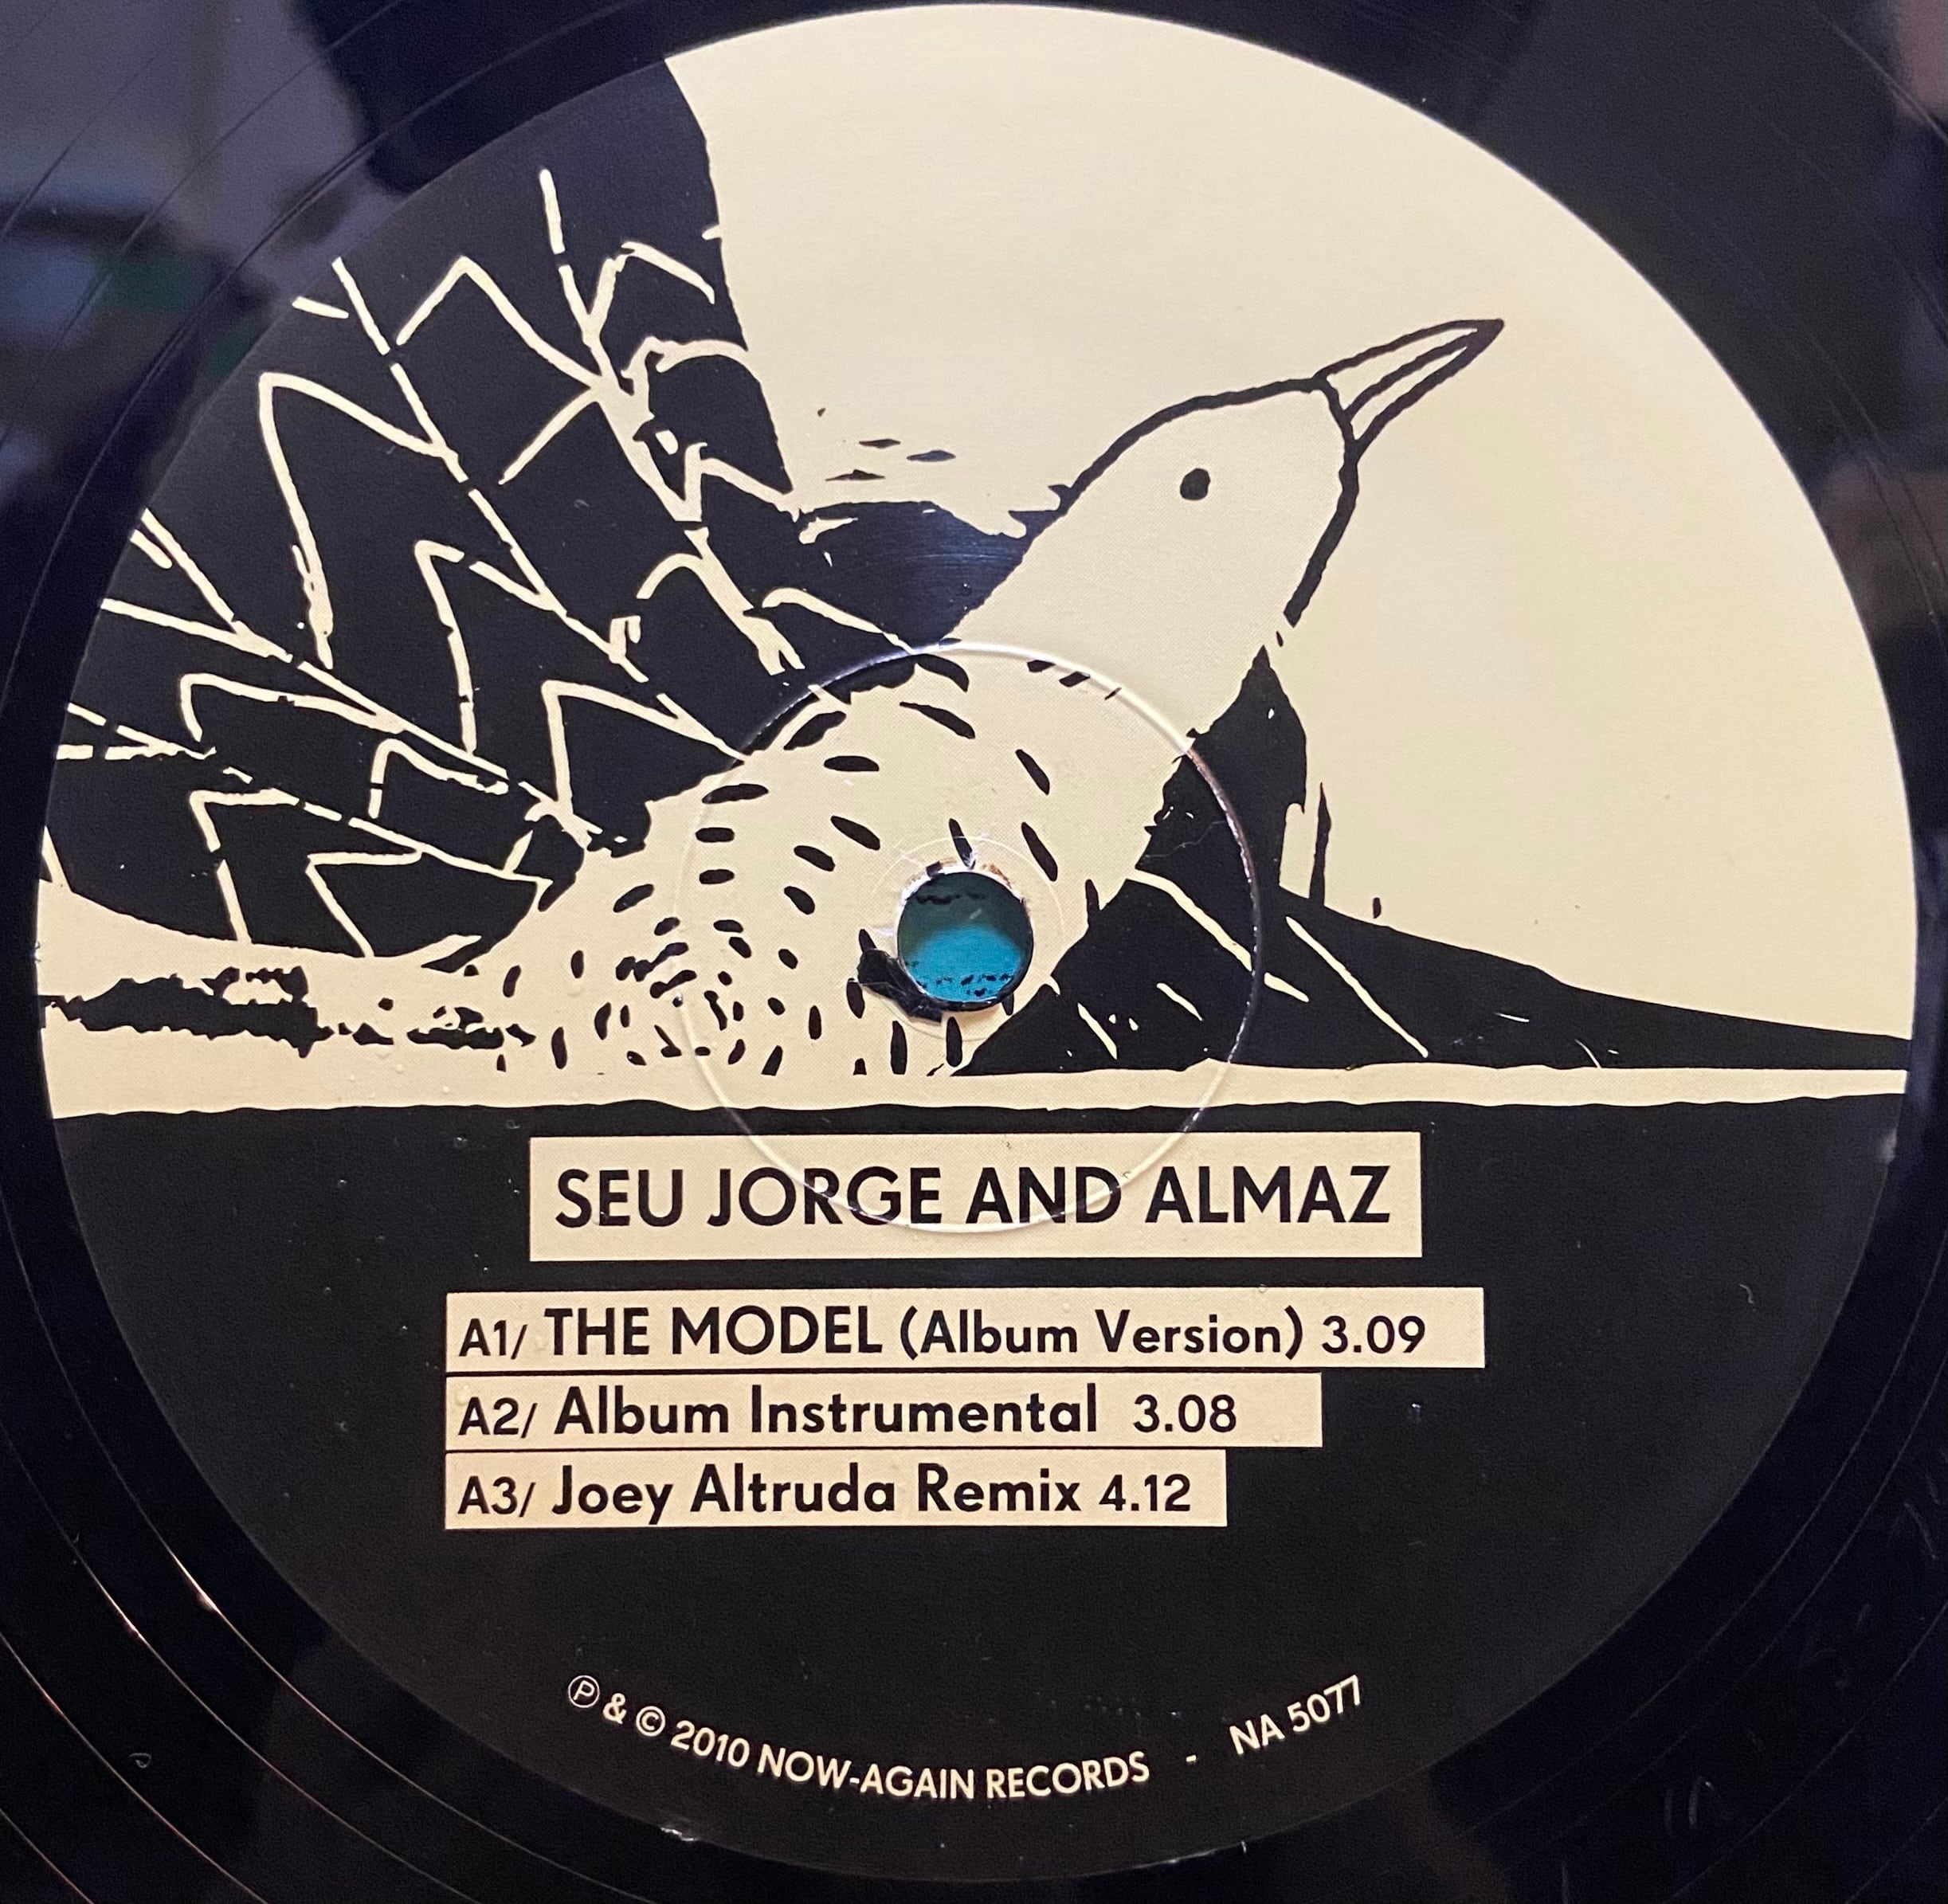 SEU JORGE AND ALMAZ
A1/ THE MODEL (Album Version) 3.09
A2/ Album Instrumental 3.08
A3/ Joey Altruda Remix 4.12
℗ & © 2010 NOW-AGAIN RECORDS - NA 5077